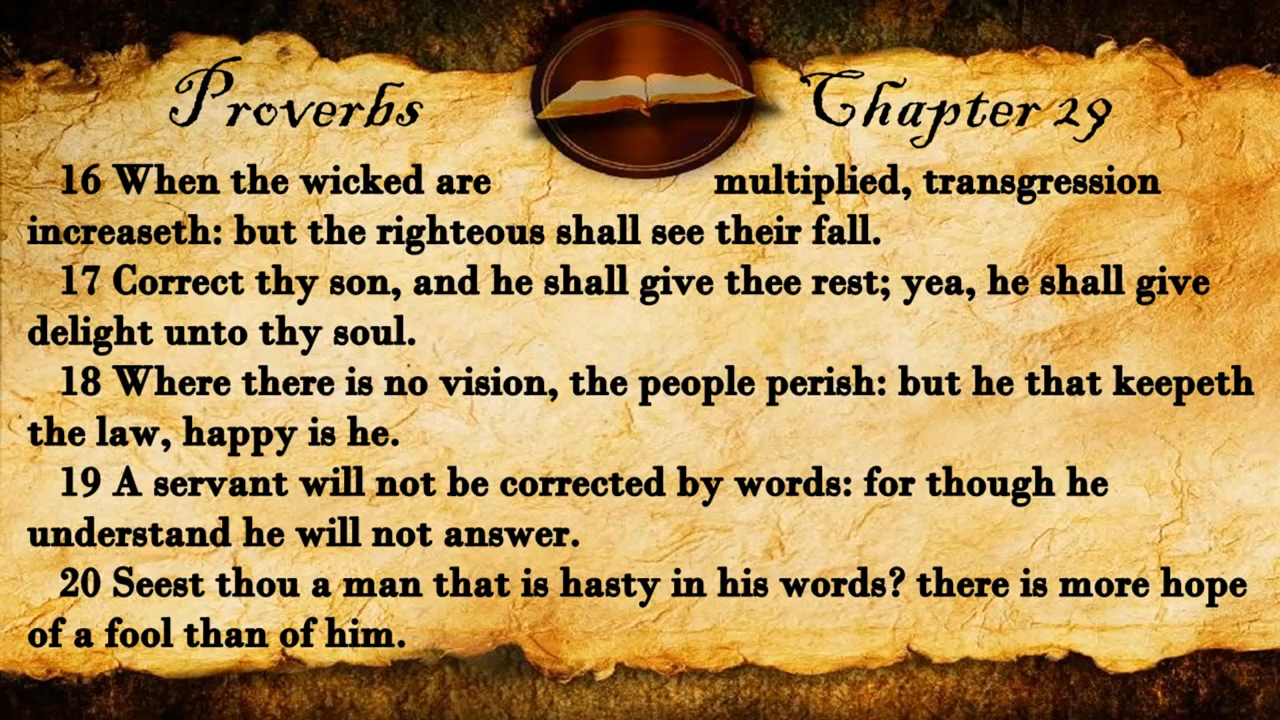 Proverbs Chapter 29
16 When the wicked are multiplied, transgression
increaseth: but the righteous shall see their fall.
17 Correct thy son, and he shall give thee rest; yea, he shall give
delight unto thy soul.
18 Where there is no vision, the people perish: but he that keepeth
the law, happy is he.
19 A servant will not be corrected by words: for though he
understand he will not answer.
20 Seest thou a man that is hasty in his words? there is more hope
of a fool than of him.